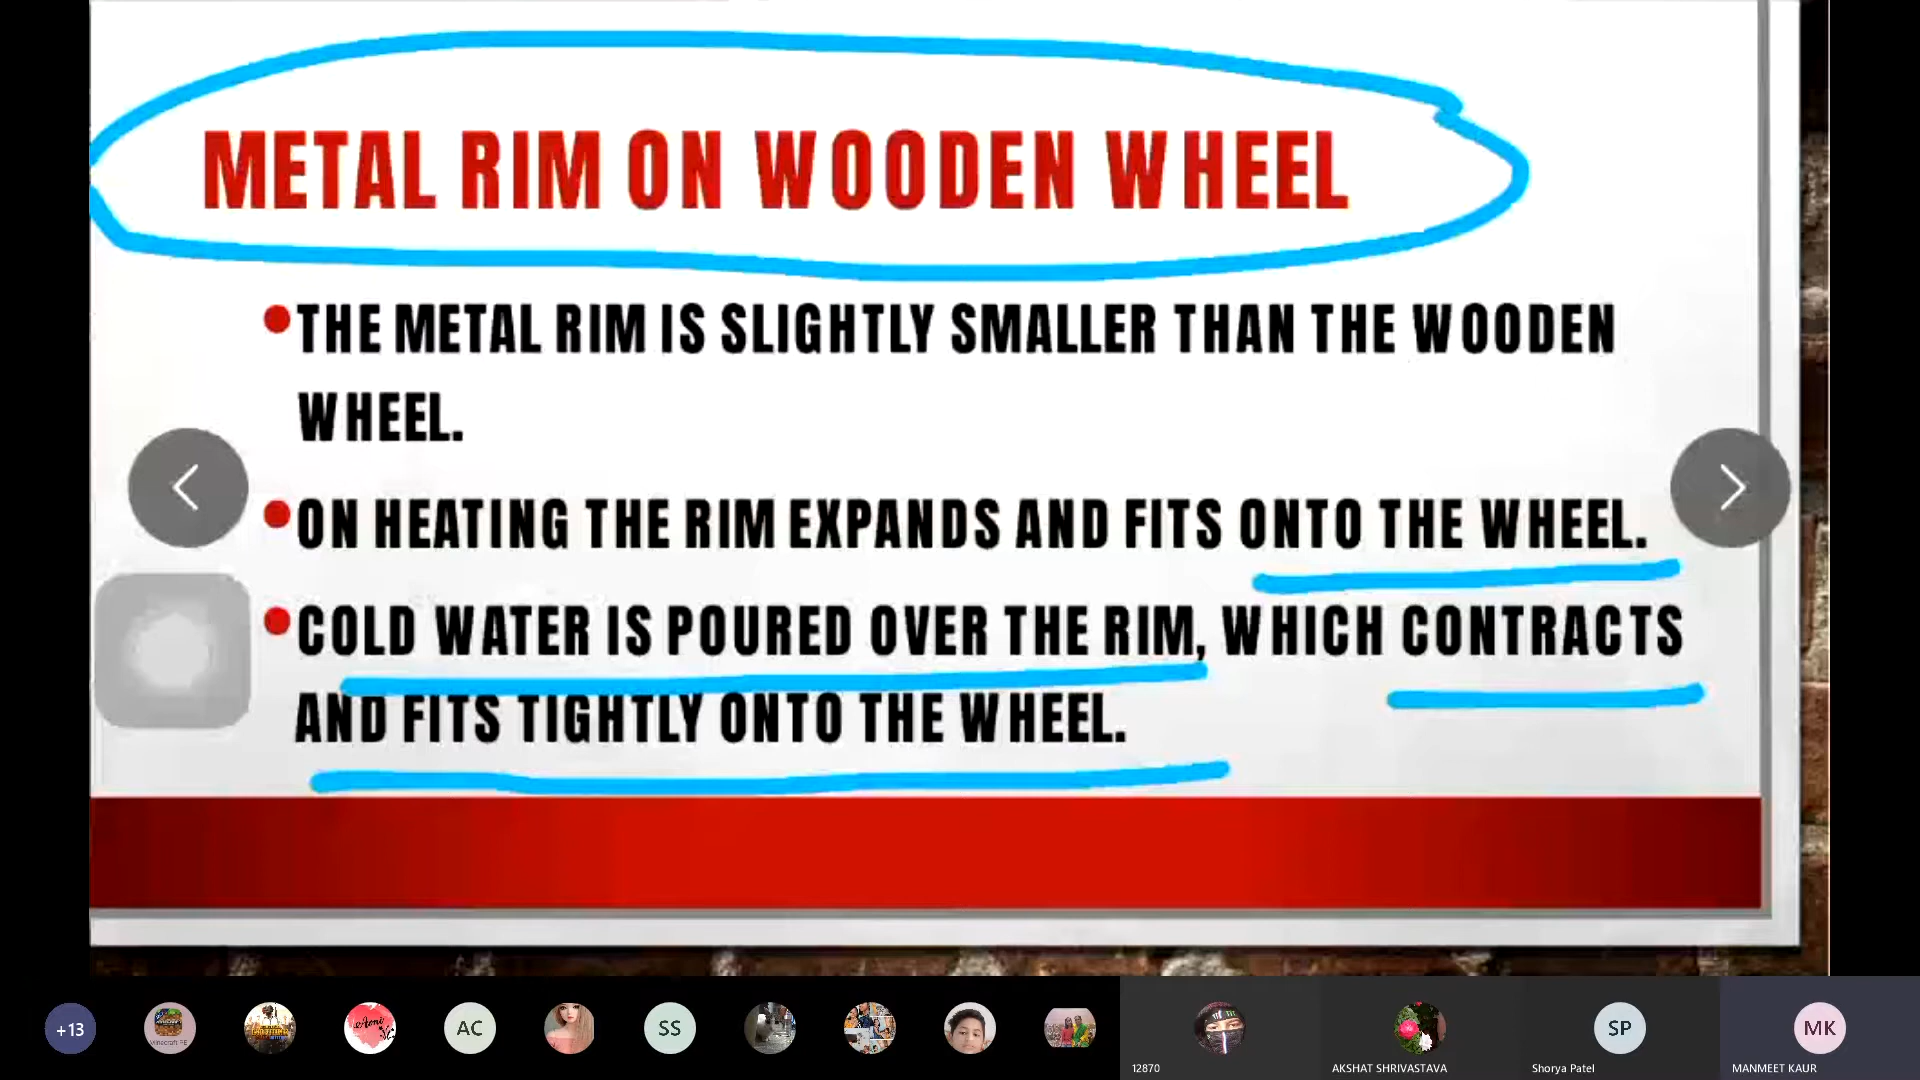 METAL RIM ON WOODEN WHEEL
•THE METAL RIM IS SLIGHTLY SMALLER THAN THE WOODEN
WHEEL.
•ON HEATING THE RIM EXPANDS AND FITS ONTO THE WHEEL.
•COLD WATER IS POURED OVER THE RIM, WHICH CONTRACTS
AND FITS TIGHTLY ONTO THE WHEEL.
+13
AC
SS
SP
MK
12870
AKSHAT SHRIVASTAVA
Shorya Patel
MANMEET KAUR